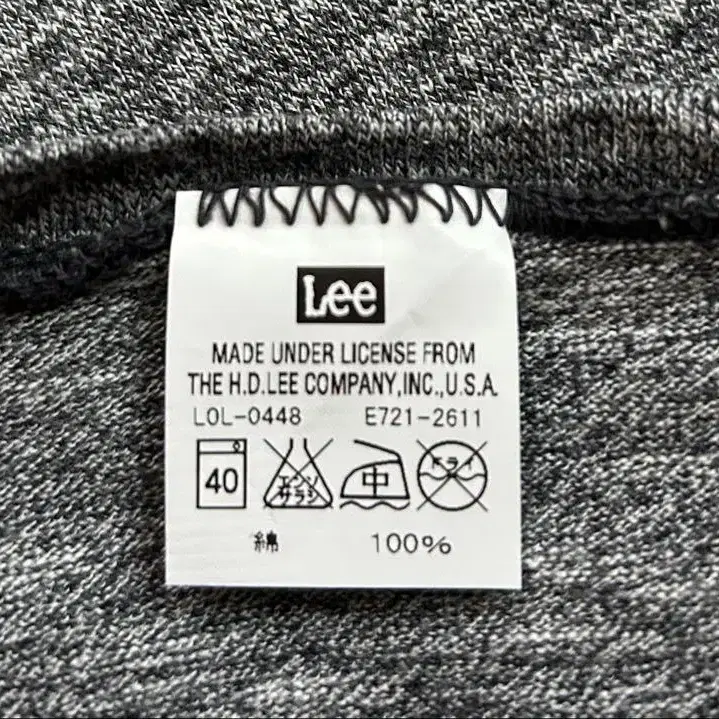 Lee
MADE UNDER LICENSE FROM
THE H.D.LEE COMPANY,INC.,U.S.A.
LOL-0448 E721-2611
40 エンソサラシ 中 ドライ
綿 100%